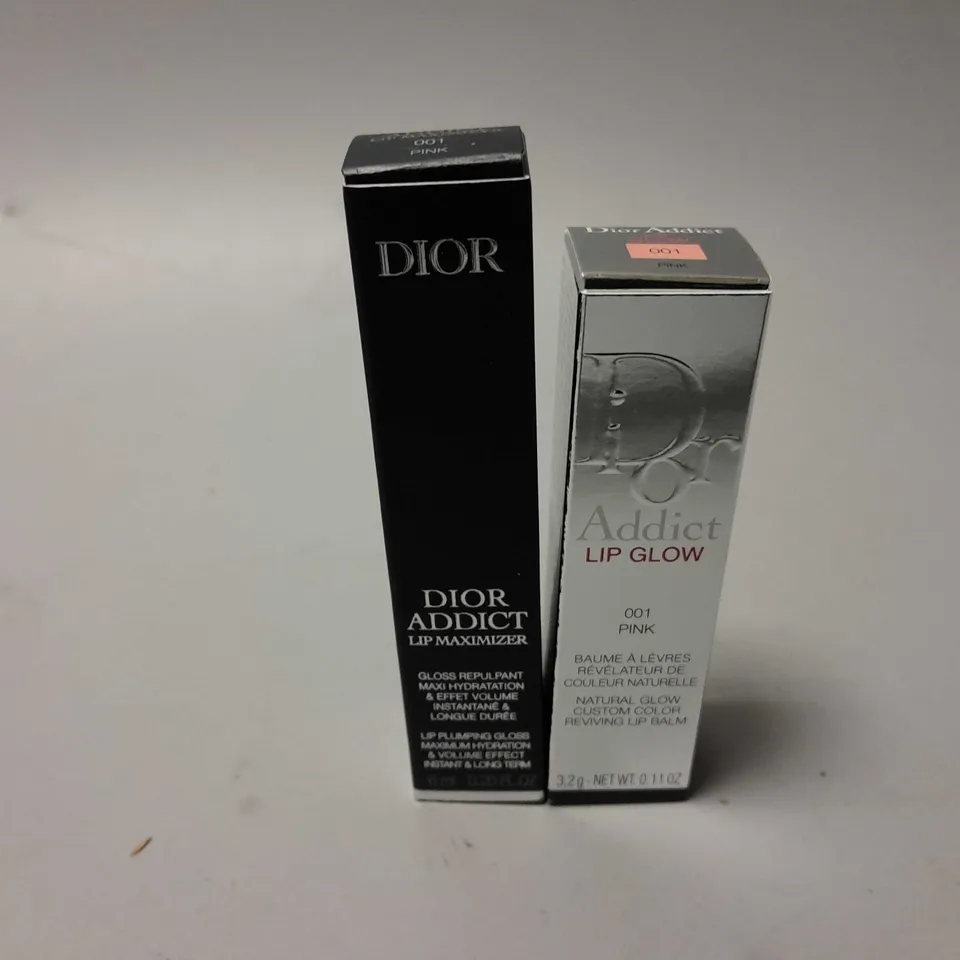 LIP MAXIMIZER
001
PINK
DIOR
DIOR
ADDICT
LIP MAXIMIZER
GLOSS REPULPANT
MAXI HYDRATATION
& EFFET VOLUME
INSTANTANÉ &
LONGUE DURÉE
LIP PLUMPING GLOSS
MAXIMUM HYDRATION
& VOLUME EFFECT
INSTANT & LONG TERM
6 ml - 0.20 FL.OZ
Dior Addict
001
PINK
Dior
Addict
LIP GLOW
001
PINK
BAUME À LÈVRES
RÉVÉLATEUR DE
COULEUR NATURELLE
NATURAL GLOW
CUSTOM COLOR
REVIVING LIP BALM
3,2 g - NET WT. 0.11 OZ